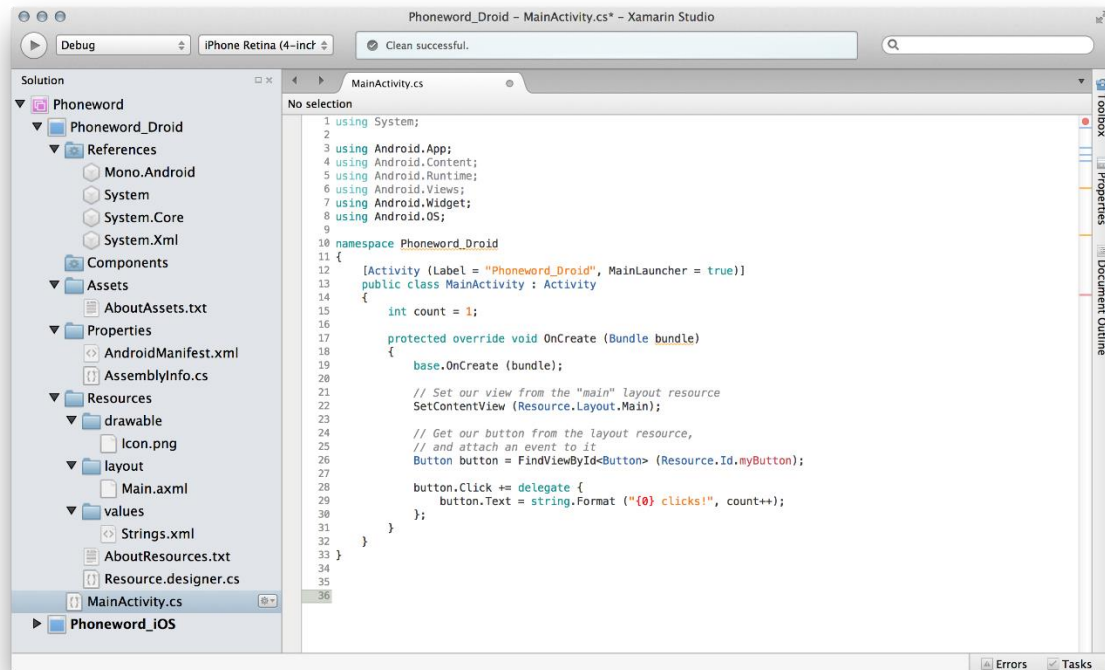 Phoneword_Droid – MainActivity.cs* – Xamarin Studio
Debug
iPhone Retina (4-incl
Clean successful.
Solution
Phoneword
Phoneword_Droid
References
Mono.Android
System
System.Core
System.Xml
Components
Assets
AboutAssets.txt
Properties
AndroidManifest.xml
AssemblyInfo.cs
Resources
drawable
Icon.png
layout
Main.axml
values
Strings.xml
AboutResources.txt
Resource.designer.cs
MainActivity.cs
Phoneword_iOS
MainActivity.cs
No selection
1 using System;
2
3 using Android.App;
4 using Android.Content;
5 using Android.Runtime;
6 using Android.Views;
7 using Android.Widget;
8 using Android.OS;
9
10 namespace Phoneword_Droid
11 {
12 [Activity (Label = "Phoneword_Droid", MainLauncher = true)]
13 public class MainActivity : Activity
14 {
15 int count = 1;
16
17 protected override void OnCreate (Bundle bundle)
18 {
19 base.OnCreate (bundle);
20
21 // Set our view from the "main" layout resource
22 SetContentView (Resource.Layout.Main);
23
24 // Get our button from the layout resource,
25 // and attach an event to it
26 Button button = FindViewById<Button> (Resource.Id.myButton);
27
28 button.Click += delegate {
29 button.Text = string.Format ("{0} clicks!", count++);
30 };
31 }
32 }
33 }
34
35
36
Toolbox
Properties
Document Outline
Errors
Tasks